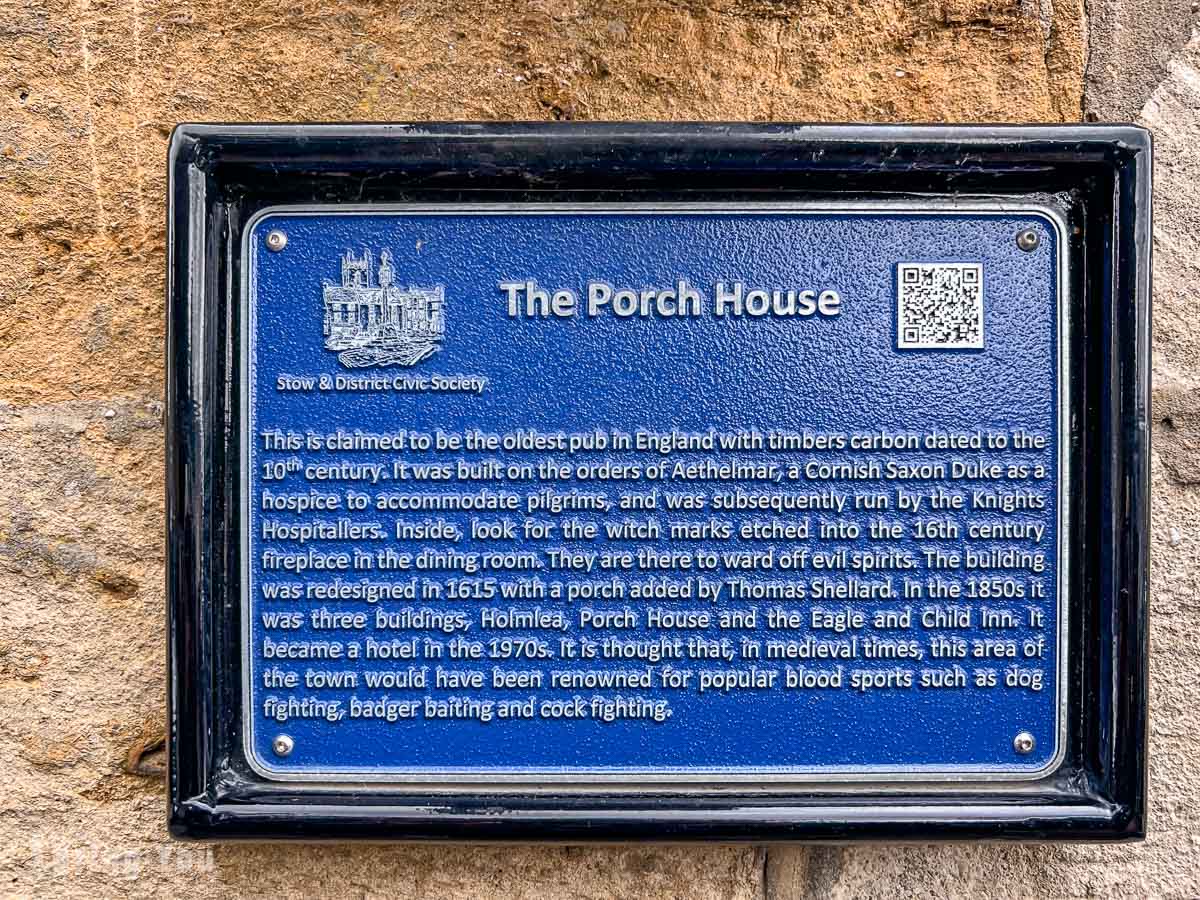 The Porch House
Stow & District Civic Society
This is claimed to be the oldest pub in England with timbers carbon dated to the
10th century. It was built on the orders of Aethelmar, a Cornish Saxon Duke as a
hospice to accommodate pilgrims, and was subsequently run by the Knights
Hospitallers. Inside, look for the witch marks etched into the 16th century
fireplace in the dining room. They are there to ward off evil spirits. The building
was redesigned in 1615 with a porch added by Thomas Shellard. In the 1850s it
was three buildings, Holmlea, Porch House and the Eagle and Child Inn. It
became a hotel in the 1970s. It is thought that, in medieval times, this area of
the town would have been renowned for popular blood sports such as dog
fighting, badger baiting and cock fighting.